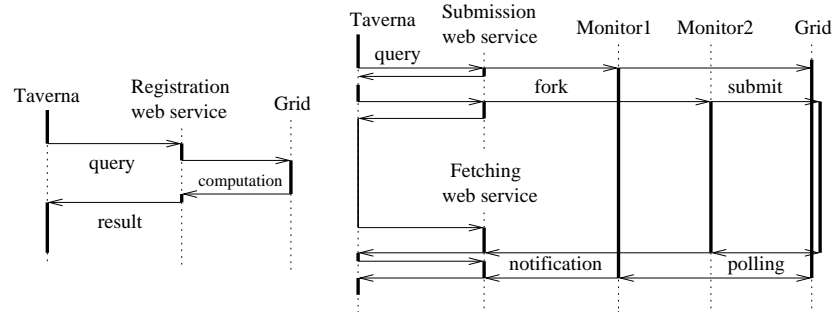 Taverna
Registration
web service
Grid
query
computation
result
Taverna
Submission
web service
Monitor1
Monitor2
Grid
query
fork
submit
Fetching
web service
notification
polling